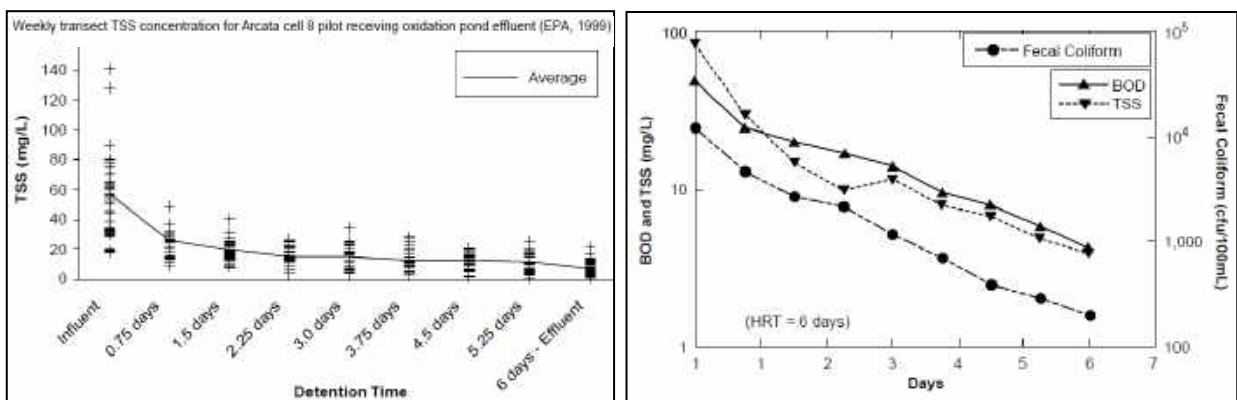 Weekly transect TSS concentration for Arcata cell 8 pilot receiving oxidation pond effluent (EPA, 1999)
TSS (mg/L)
140
120
100
80
60
40
20
0
Average
Influent
0.75 days
1.5 days
2.25 days
3.0 days
3.75 days
4.5 days
5.25 days
6 days - Effluent
Detention Time
BOD and TSS (mg/L)
100
10
1
Fecal Coliform
BOD
TSS
(HRT = 6 days)
1 1 2 3 4 5 6 7
Days
10⁵
10⁴
1,000
100
Fecal Coliform (cfu/100mL)